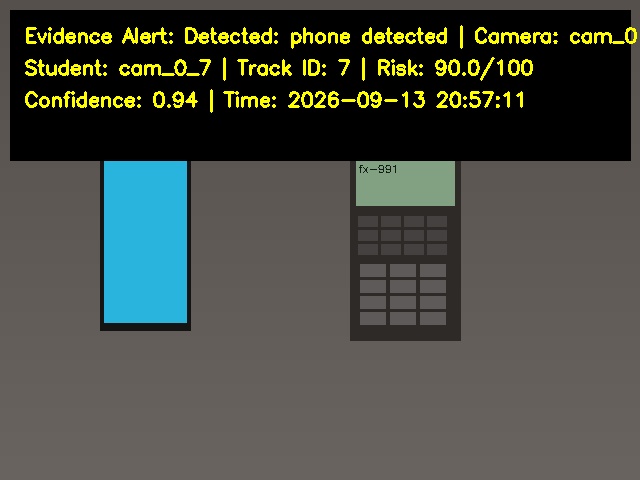 Evidence Alert: Detected: phone detected | Camera: cam_0
Student: cam_0_7 | Track ID: 7 | Risk: 90.0/100
Confidence: 0.94 | Time: 2026-09-13 20:57:11
fx-991